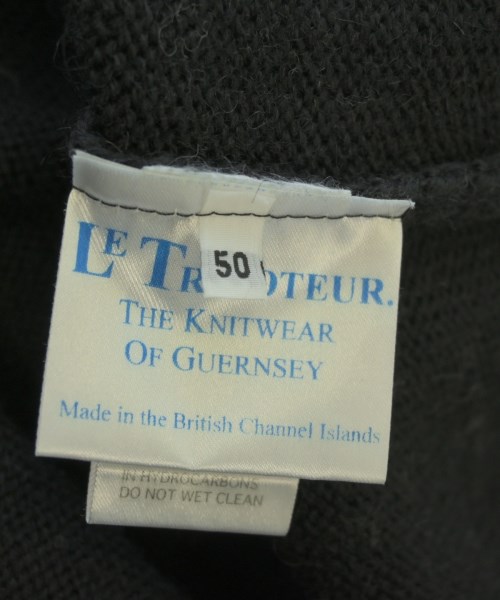 LE TR OTEUR.
50
THE KNITWEAR
OF GUERNSEY
Made in the British Channel Islands
IN HYDROCARBONS
DO NOT WET CLEAN